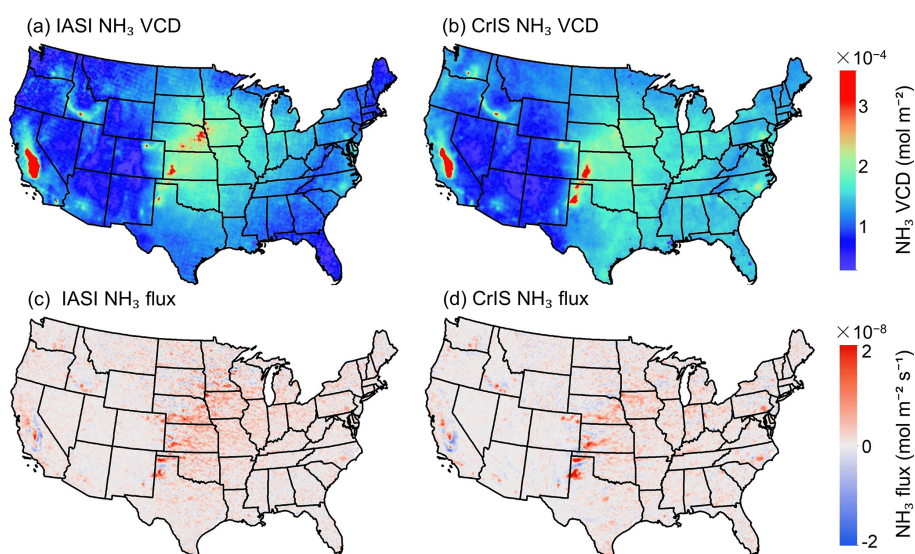 (a) IASI NH₃ VCD
(b) CrIS NH₃ VCD
×10⁻⁴
3
2
1
NH₃ VCD (mol m⁻²)
(c) IASI NH₃ flux
(d) CrIS NH₃ flux
×10⁻⁸
2
0
-2
NH₃ flux (mol m⁻² s⁻¹)